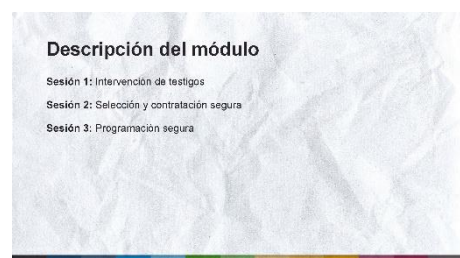 Descripción del módulo
Sesión 1: Intervención de testigos
Sesión 2: Selección y contratación segura
Sesión 3: Programación segura